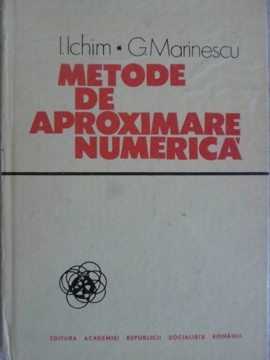 I.Ichim * G.Marinescu
METODE
DE
APROXIMARE
NUMERICĂ
EDITURA ACADEMIEI REPUBLICII SOCIALISTE ROMÂNIA